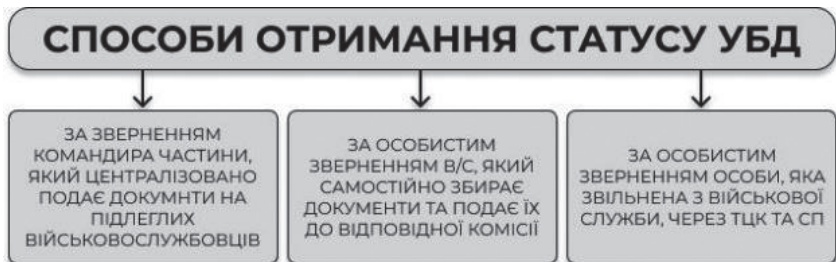 СПОСОБИ ОТРИМАННЯ СТАТУСУ УБД
ЗА ЗВЕРНЕННЯМ
КОМАНДИРА ЧАСТИНИ,
ЯКИЙ ЦЕНТРАЛІЗОВАНО
ПОДАЄ ДОКУМНТИ НА
ПІДЛЕГЛИХ
ВІЙСЬКОВОСЛУЖБОВЦІВ
ЗА ОСОБИСТИМ
ЗВЕРНЕННЯМ В/С, ЯКИЙ
САМОСТІЙНО ЗБИРАЄ
ДОКУМЕНТИ ТА ПОДАЄ ЇХ
ДО ВІДПОВІДНОЇ КОМІСІЇ
ЗА ОСОБИСТИМ
ЗВЕРНЕННЯМ ОСОБИ, ЯКА
ЗВІЛЬНЕНА З ВІЙСЬКОВОЇ
СЛУЖБИ, ЧЕРЕЗ ТЦК ТА СП